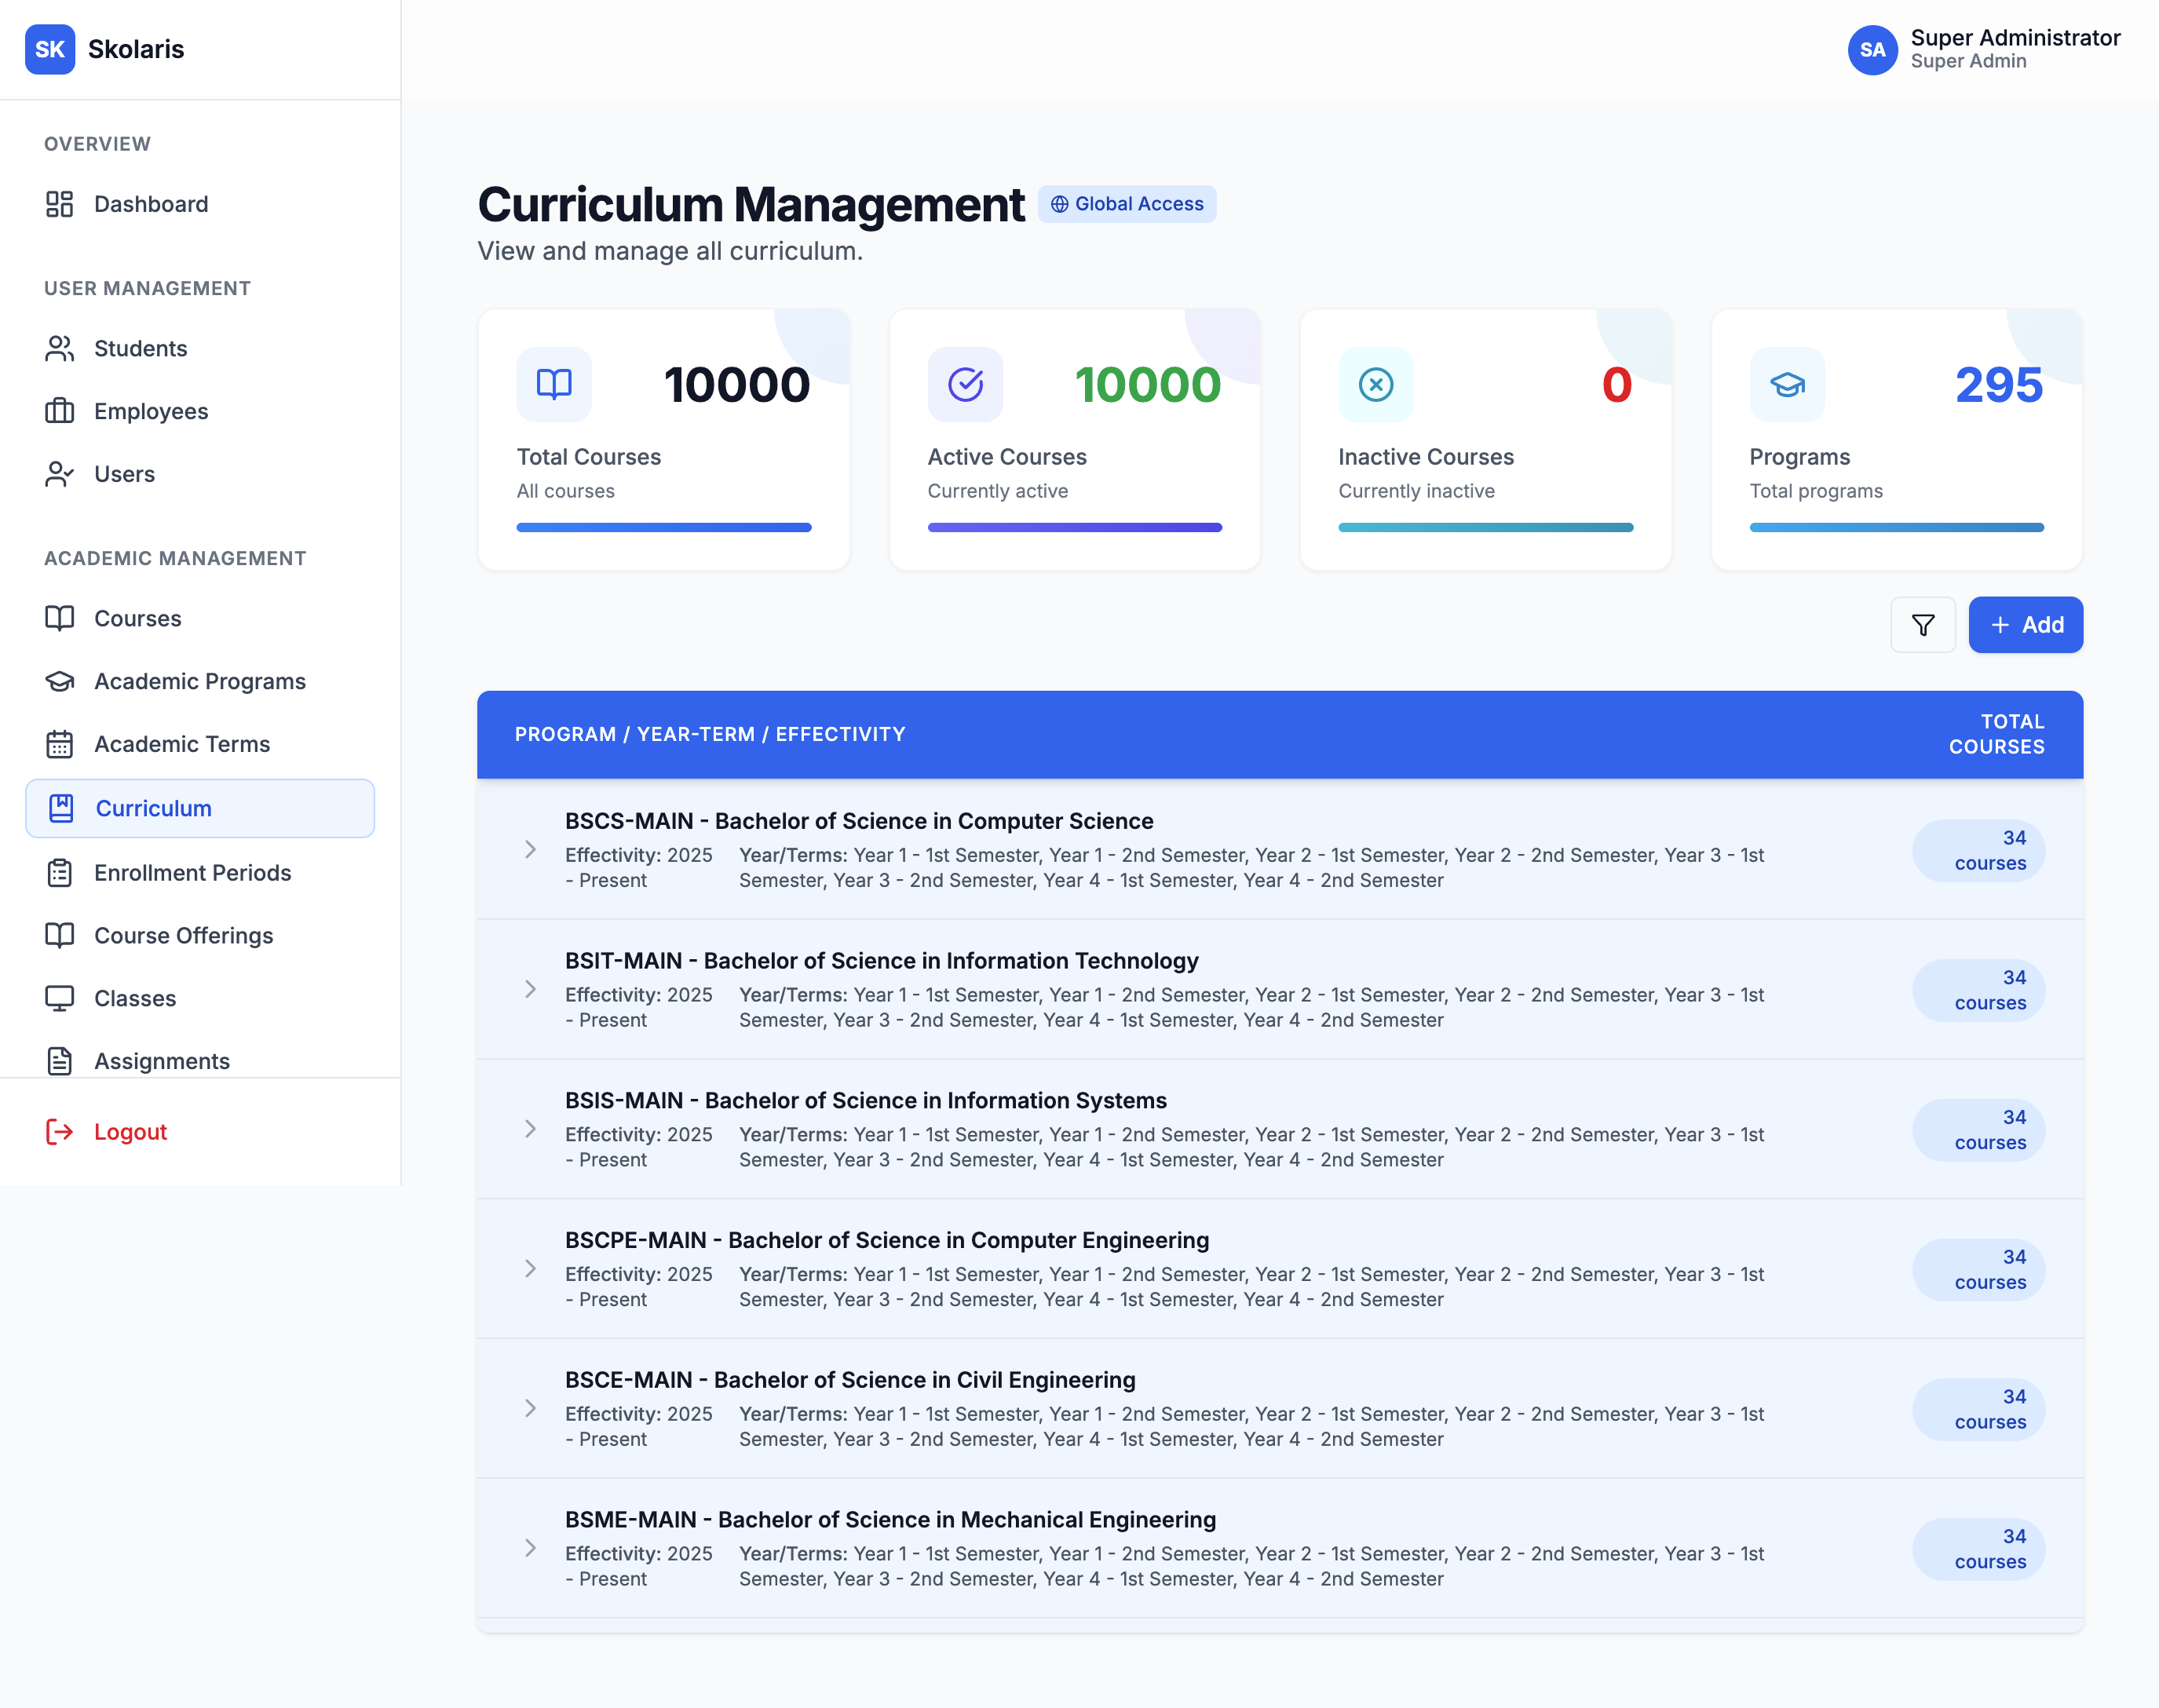 SK
Skolaris
SA
Super Administrator
Super Admin
OVERVIEW
Dashboard
USER MANAGEMENT
Students
Employees
Users
ACADEMIC MANAGEMENT
Courses
Academic Programs
Academic Terms
Curriculum
Enrollment Periods
Course Offerings
Classes
Assignments
Logout
Curriculum Management
Global Access
View and manage all curriculum.
10000
Total Courses
All courses
10000
Active Courses
Currently active
0
Inactive Courses
Currently inactive
295
Programs
Total programs
Add
PROGRAM / YEAR-TERM / EFFECTIVITY
TOTAL
COURSES
BSCS-MAIN - Bachelor of Science in Computer Science
Effectivity: 2025 Year/Terms: Year 1 - 1st Semester, Year 1 - 2nd Semester, Year 2 - 1st Semester, Year 2 - 2nd Semester, Year 3 - 1st
- Present Semester, Year 3 - 2nd Semester, Year 4 - 1st Semester, Year 4 - 2nd Semester
34
courses
BSIT-MAIN - Bachelor of Science in Information Technology
Effectivity: 2025 Year/Terms: Year 1 - 1st Semester, Year 1 - 2nd Semester, Year 2 - 1st Semester, Year 2 - 2nd Semester, Year 3 - 1st
- Present Semester, Year 3 - 2nd Semester, Year 4 - 1st Semester, Year 4 - 2nd Semester
34
courses
BSIS-MAIN - Bachelor of Science in Information Systems
Effectivity: 2025 Year/Terms: Year 1 - 1st Semester, Year 1 - 2nd Semester, Year 2 - 1st Semester, Year 2 - 2nd Semester, Year 3 - 1st
- Present Semester, Year 3 - 2nd Semester, Year 4 - 1st Semester, Year 4 - 2nd Semester
34
courses
BSCPE-MAIN - Bachelor of Science in Computer Engineering
Effectivity: 2025 Year/Terms: Year 1 - 1st Semester, Year 1 - 2nd Semester, Year 2 - 1st Semester, Year 2 - 2nd Semester, Year 3 - 1st
- Present Semester, Year 3 - 2nd Semester, Year 4 - 1st Semester, Year 4 - 2nd Semester
34
courses
BSCE-MAIN - Bachelor of Science in Civil Engineering
Effectivity: 2025 Year/Terms: Year 1 - 1st Semester, Year 1 - 2nd Semester, Year 2 - 1st Semester, Year 2 - 2nd Semester, Year 3 - 1st
- Present Semester, Year 3 - 2nd Semester, Year 4 - 1st Semester, Year 4 - 2nd Semester
34
courses
BSME-MAIN - Bachelor of Science in Mechanical Engineering
Effectivity: 2025 Year/Terms: Year 1 - 1st Semester, Year 1 - 2nd Semester, Year 2 - 1st Semester, Year 2 - 2nd Semester, Year 3 - 1st
- Present Semester, Year 3 - 2nd Semester, Year 4 - 1st Semester, Year 4 - 2nd Semester
34
courses